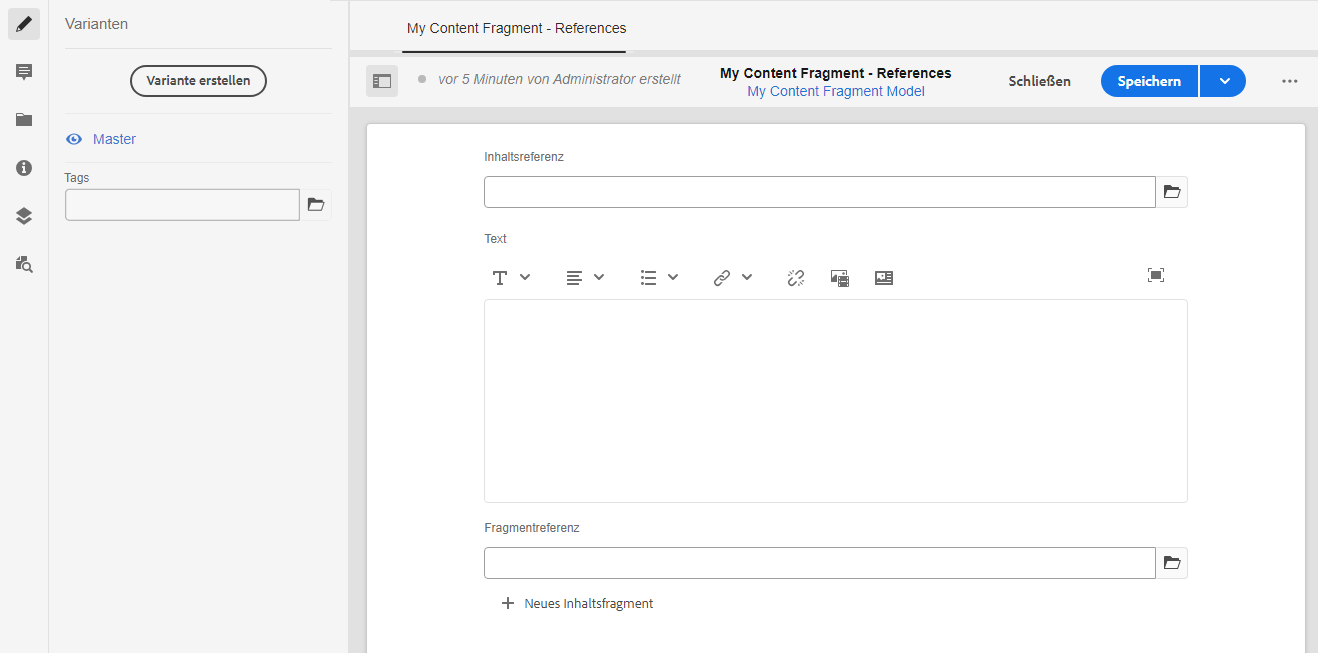 Varianten
Variante erstellen
Master
Tags
My Content Fragment - References
vor 5 Minuten von Administrator erstellt
My Content Fragment - References
My Content Fragment Model
Schließen
Speichern
Inhaltsreferenz
Text
Fragmentreferenz
Neues Inhaltsfragment